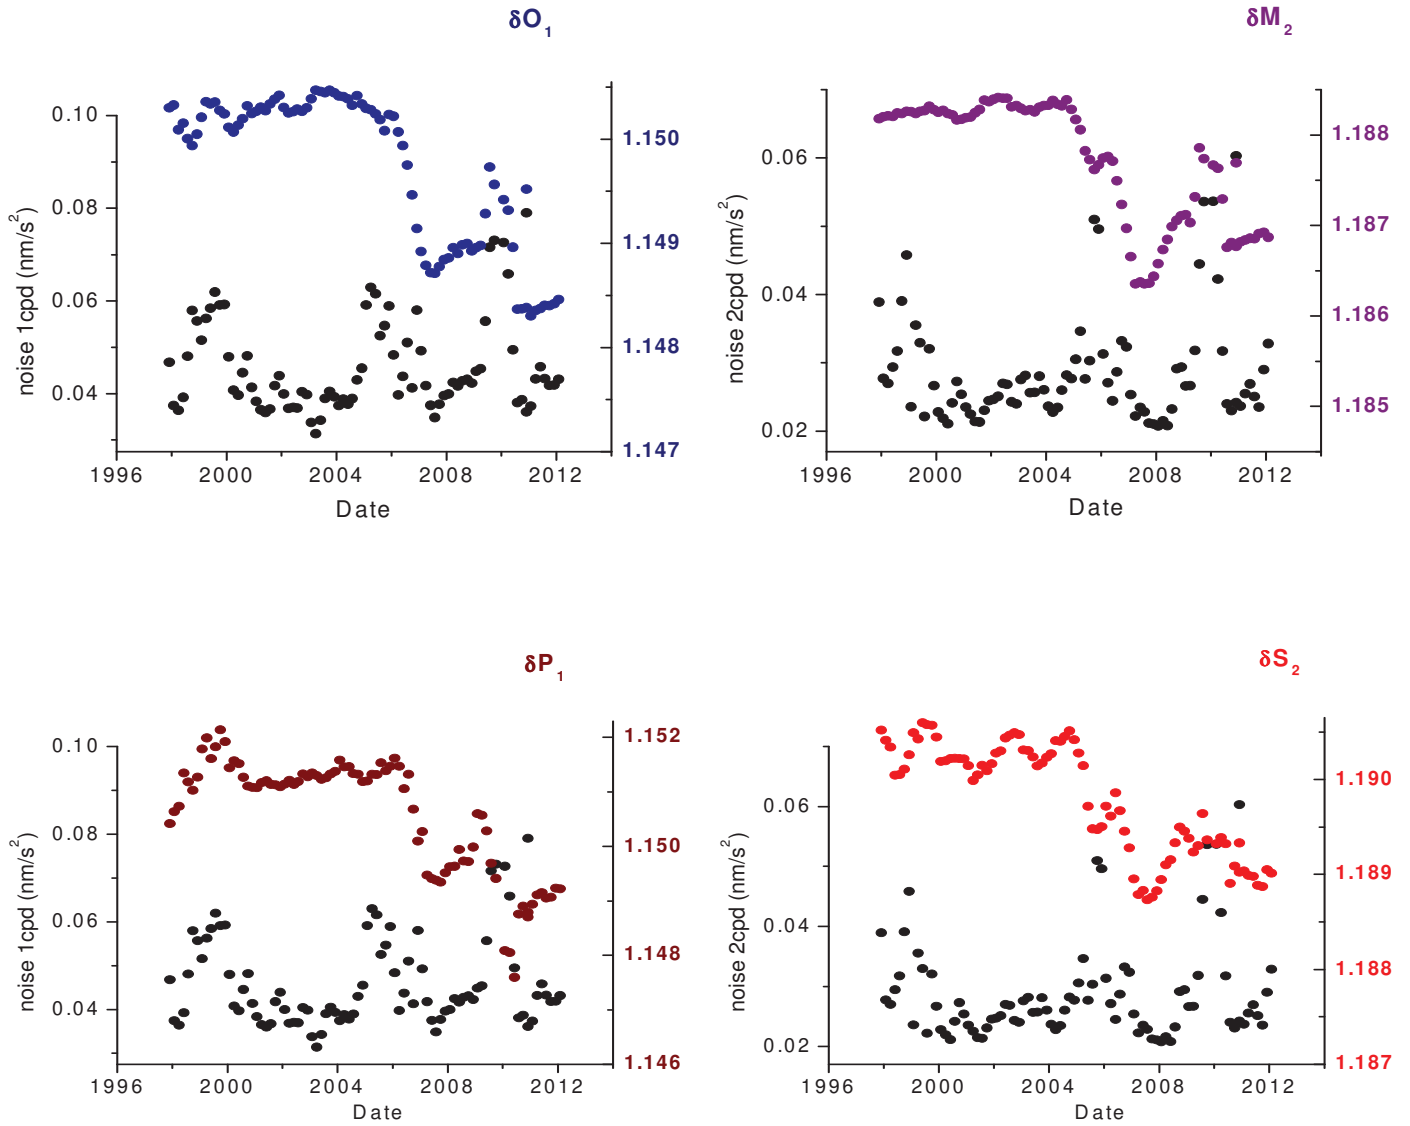 δO1
0.10
0.08
0.06
0.04
noise 1cpd (nm/s²)
1.150
1.149
1.148
1.147
1996 2000 2004 2008 2012
Date
δM2
0.06
0.04
0.02
noise 2cpd (nm/s²)
1.188
1.187
1.186
1.185
1996 2000 2004 2008 2012
Date
δP1
0.10
0.08
0.06
0.04
noise 1cpd (nm/s²)
1.152
1.150
1.148
1.146
1996 2000 2004 2008 2012
Date
δS2
0.06
0.04
0.02
noise 2cpd (nm/s²)
1.190
1.189
1.188
1.187
1996 2000 2004 2008 2012
Date